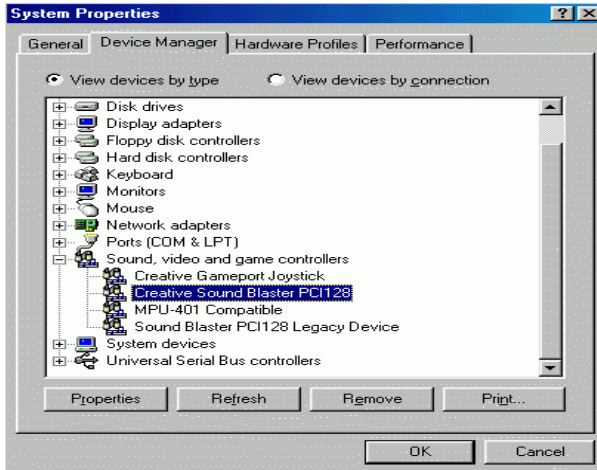 System Properties
General Device Manager Hardware Profiles Performance
View devices by type View devices by connection
Disk drives
Display adapters
Floppy disk controllers
Hard disk controllers
Keyboard
Monitors
Mouse
Network adapters
Ports (COM & LPT)
Sound, video and game controllers
Creative Gameport Joystick
Creative Sound Blaster PCI128
MPU-401 Compatible
Sound Blaster PCI128 Legacy Device
System devices
Universal Serial Bus controllers
Properties Refresh Remove Print...
OK Cancel